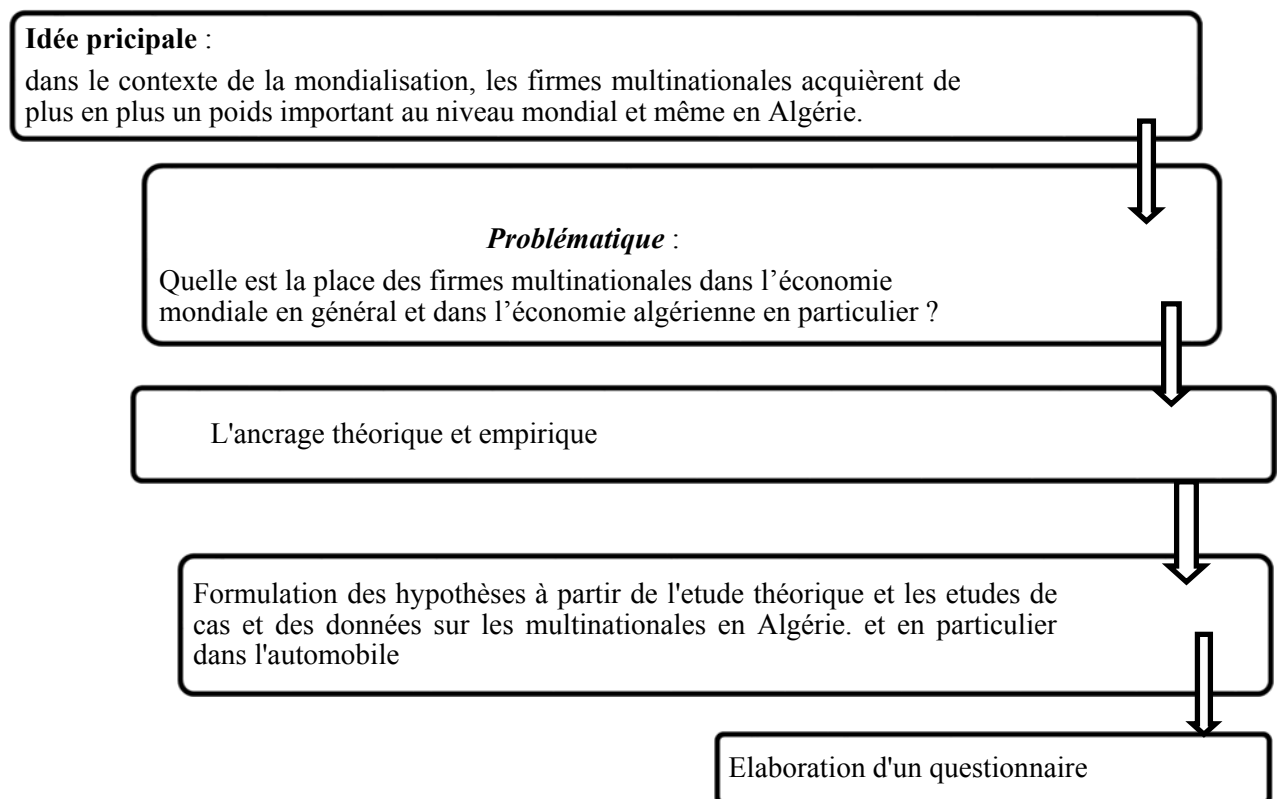 Idée pricipale :
dans le contexte de la mondialisation, les firmes multinationales acquièrent de
plus en plus un poids important au niveau mondial et même en Algérie.
Problématique :
Quelle est la place des firmes multinationales dans l’économie
mondiale en général et dans l’économie algérienne en particulier ?
L'ancrage théorique et empirique
Formulation des hypothèses à partir de l'etude théorique et les etudes de
cas et des données sur les multinationales en Algérie. et en particulier
dans l'automobile
Elaboration d'un questionnaire